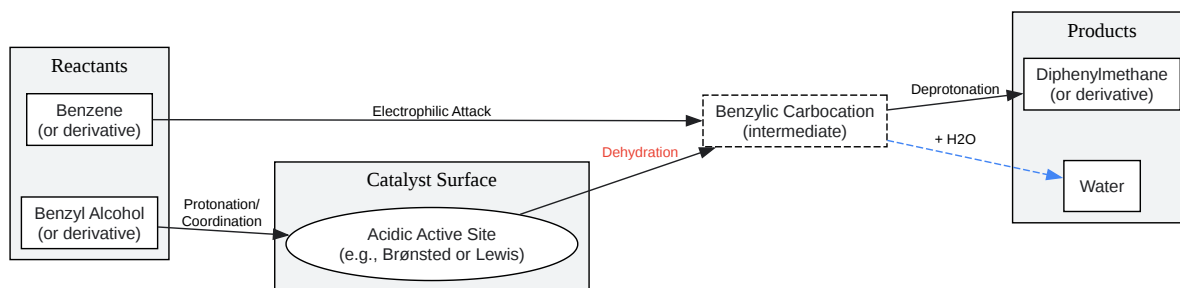 Reactants
Benzene
(or derivative)
Benzyl Alcohol
(or derivative)
Electrophilic Attack
Protonation/
Coordination
Catalyst Surface
Acidic Active Site
(e.g., Brønsted or Lewis)
Dehydration
Benzylic Carbocation
(intermediate)
Deprotonation
+ H2O
Products
Diphenylmethane
(or derivative)
Water